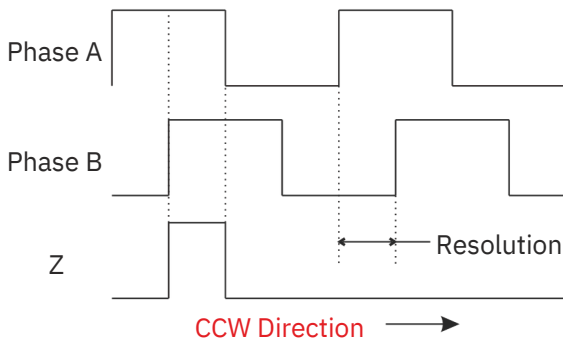 Phase A
Phase B
Z
Resolution
CCW Direction